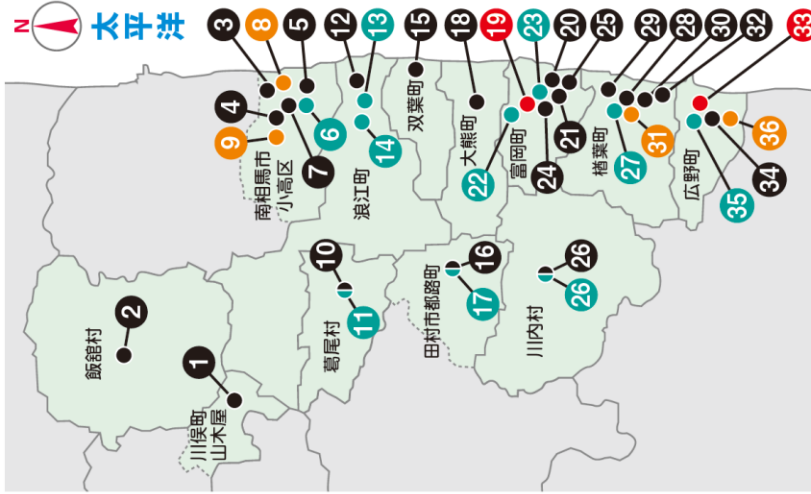 N
太平洋
3
8
5
12
13
15
18
19
23
20
25
29
28
30
32
33
4
9
7
6
14
22
24
21
27
31
35
34
36
南相馬市
小高区
浪江町
双葉町
大熊町
富岡町
楢葉町
広野町
2
飯舘村
1
川俣町
山木屋
10
11
葛尾村
16
17
田村市都路町
26
26
川内村